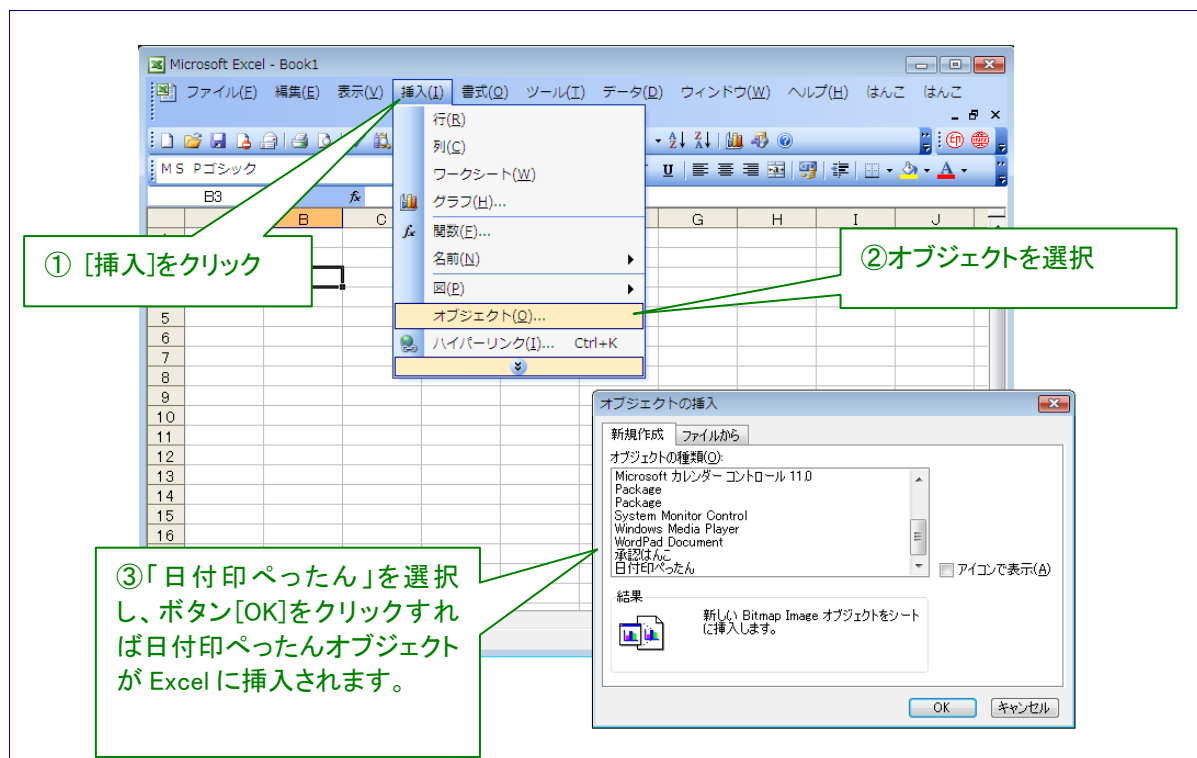 Microsoft Excel - Book1
ファイル(F) 編集(E) 表示(V) 挿入(I) 書式(O) ツール(T) データ(D) ウィンドウ(W) ヘルプ(H) はんこ はんこ
行(R)
列(C)
ワークシート(W)
グラフ(H)...
関数(F)...
名前(N)
図(P)
オブジェクト(O)...
ハイパーリンク(I)... Ctrl+K
ＭＳ Ｐゴシック
U
A
印
B3
fx
B C G H I J
① [挿入]をクリック
②オブジェクトを選択
5
6
7
8
9
10
11
12
13
14
15
16
③「日付印ぺったん」を選択
し、ボタン[OK]をクリックすれ
ば日付印ぺったんオブジェクト
が Excel に挿入されます。
オブジェクトの挿入
新規作成 ファイルから
オブジェクトの種類(O):
Microsoft カレンダー コントロール 11.0
Package
Package
System Monitor Control
Windows Media Player
WordPad Document
承認はんこ
日付印ぺったん
アイコンで表示(A)
結果
新しい Bitmap Image オブジェクトをシート
に挿入します。
OK キャンセル